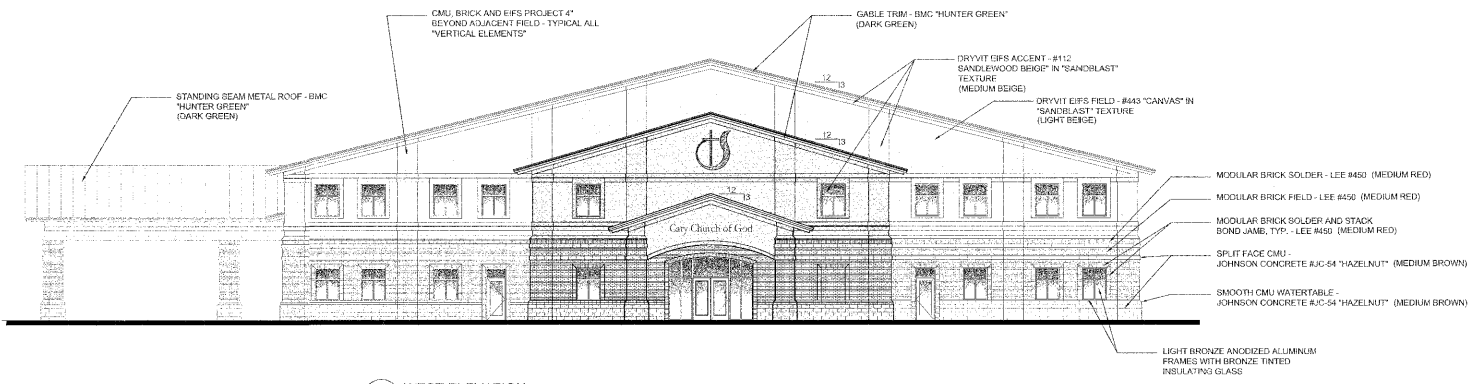 CMU, BRICK AND EIFS PROJECT 4"
BEYOND ADJACENT FIELD - TYPICAL ALL
"VERTICAL ELEMENTS"
GABLE TRIM - BMC "HUNTER GREEN"
(DARK GREEN)
DRYVIT EIFS ACCENT - #112
SANDLEWOOD BEIGE" IN "SANDBLAST"
TEXTURE
(MEDIUM BEIGE)
STANDING SEAM METAL ROOF - BMC
"HUNTER GREEN"
(DARK GREEN)
DRYVIT EIFS FIELD - #443 "CANVAS" IN
"SANDBLAST" TEXTURE
(LIGHT BEIGE)
12
13
12
13
12
13
Cary Church of God
MODULAR BRICK SOLDER - LEE #450 (MEDIUM RED)
MODULAR BRICK FIELD - LEE #450 (MEDIUM RED)
MODULAR BRICK SOLDER AND STACK
BOND JAMB, TYP. - LEE #450 (MEDIUM RED)
SPLIT FACE CMU -
JOHNSON CONCRETE #JC-54 "HAZELNUT" (MEDIUM BROWN)
SMOOTH CMU WATERTABLE -
JOHNSON CONCRETE #JC-54 "HAZELNUT" (MEDIUM BROWN)
LIGHT BRONZE ANODIZED ALUMINUM
FRAMES WITH BRONZE TINTED
INSULATING GLASS